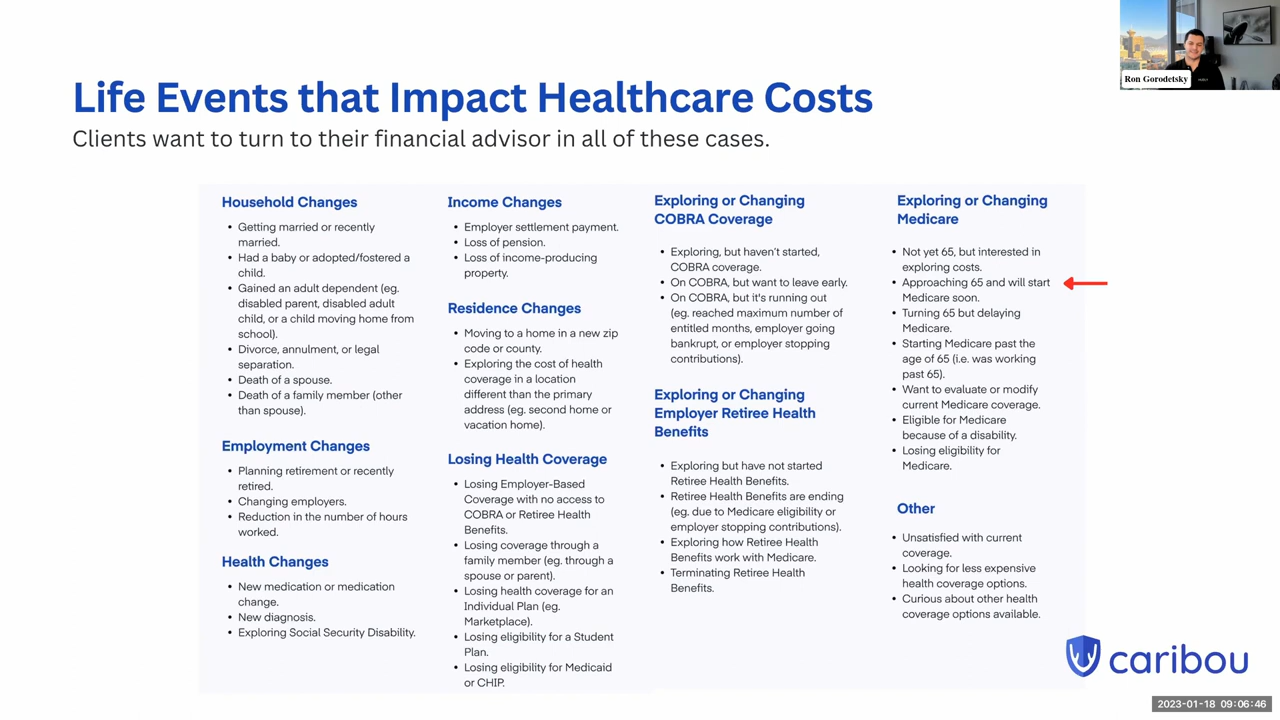 Life Events that Impact Healthcare Costs
Clients want to turn to their financial advisor in all of these cases.
Ron Gorodetsky
Household Changes
• Getting married or recently
married.
• Had a baby or adopted/fostered a
child.
• Gained an adult dependent (eg.
disabled parent, disabled adult
child, or a child moving home from
school).
• Divorce, annulment, or legal
separation.
• Death of a spouse.
• Death of a family member (other
than spouse).
Employment Changes
• Planning retirement or recently
retired.
• Changing employers.
• Reduction in the number of hours
worked.
Health Changes
• New medication or medication
change.
• New diagnosis.
• Exploring Social Security Disability.
Income Changes
• Employer settlement payment.
• Loss of pension.
• Loss of income-producing
property.
Residence Changes
• Moving to a home in a new zip
code or county.
• Exploring the cost of health
coverage in a location
different than the primary
address (eg. second home or
vacation home).
Losing Health Coverage
• Losing Employer-Based
Coverage with no access to
COBRA or Retiree Health
Benefits.
• Losing coverage through a
family member (eg. through a
spouse or parent).
• Losing health coverage for an
Individual Plan (eg.
Marketplace).
• Losing eligibility for a Student
Plan.
• Losing eligibility for Medicaid
or CHIP.
Exploring or Changing
COBRA Coverage
• Exploring, but haven't started,
COBRA coverage.
• On COBRA, but want to leave early.
• On COBRA, but it's running out
(eg. reached maximum number of
entitled months, employer going
bankrupt, or employer stopping
contributions).
Exploring or Changing
Employer Retiree Health
Benefits
• Exploring but have not started
Retiree Health Benefits.
• Retiree Health Benefits are ending
(eg. due to Medicare eligibility or
employer stopping contributions).
• Exploring how Retiree Health
Benefits work with Medicare.
• Terminating Retiree Health
Benefits.
Exploring or Changing
Medicare
• Not yet 65, but interested in
exploring costs.
• Approaching 65 and will start
Medicare soon.
• Turning 65 but delaying
Medicare.
• Starting Medicare past the
age of 65 (i.e. was working
past 65).
• Want to evaluate or modify
current Medicare coverage.
• Eligible for Medicare
because of a disability.
• Losing eligibility for
Medicare.
Other
• Unsatisfied with current
coverage.
• Looking for less expensive
health coverage options.
• Curious about other health
coverage options available.
caribou
2023-01-18 09:06:46